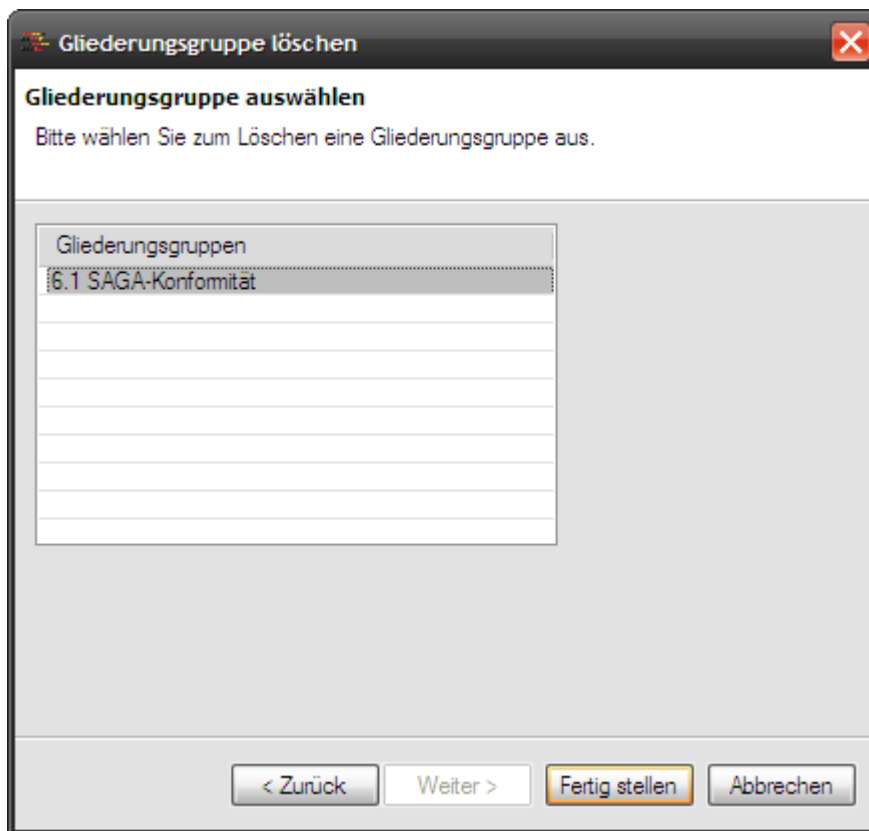 Gliederungsgruppe löschen
Gliederungsgruppe auswählen
Bitte wählen Sie zum Löschen eine Gliederungsgruppe aus.
Gliederungsgruppen
6.1 SAGA-Konformität
< Zurück Weiter > Fertig stellen Abbrechen